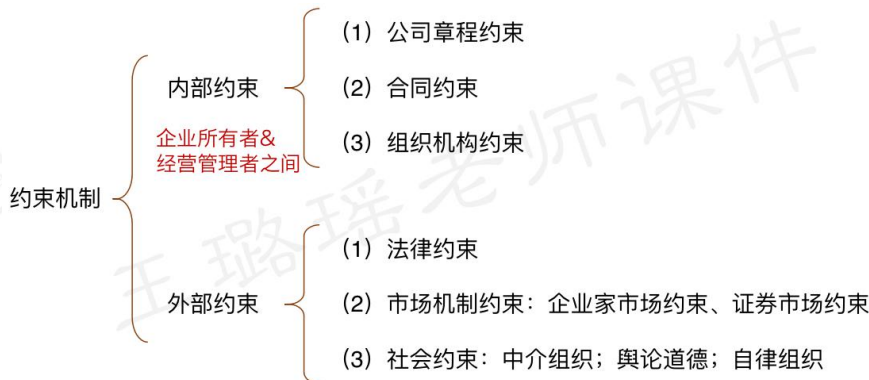 约束机制
内部约束
企业所有者&
经营管理者之间
（1）公司章程约束
（2）合同约束
（3）组织机构约束
外部约束
（1）法律约束
（2）市场机制约束：企业家市场约束、证券市场约束
（3）社会约束：中介组织；舆论道德；自律组织
王璐瑶老师课件